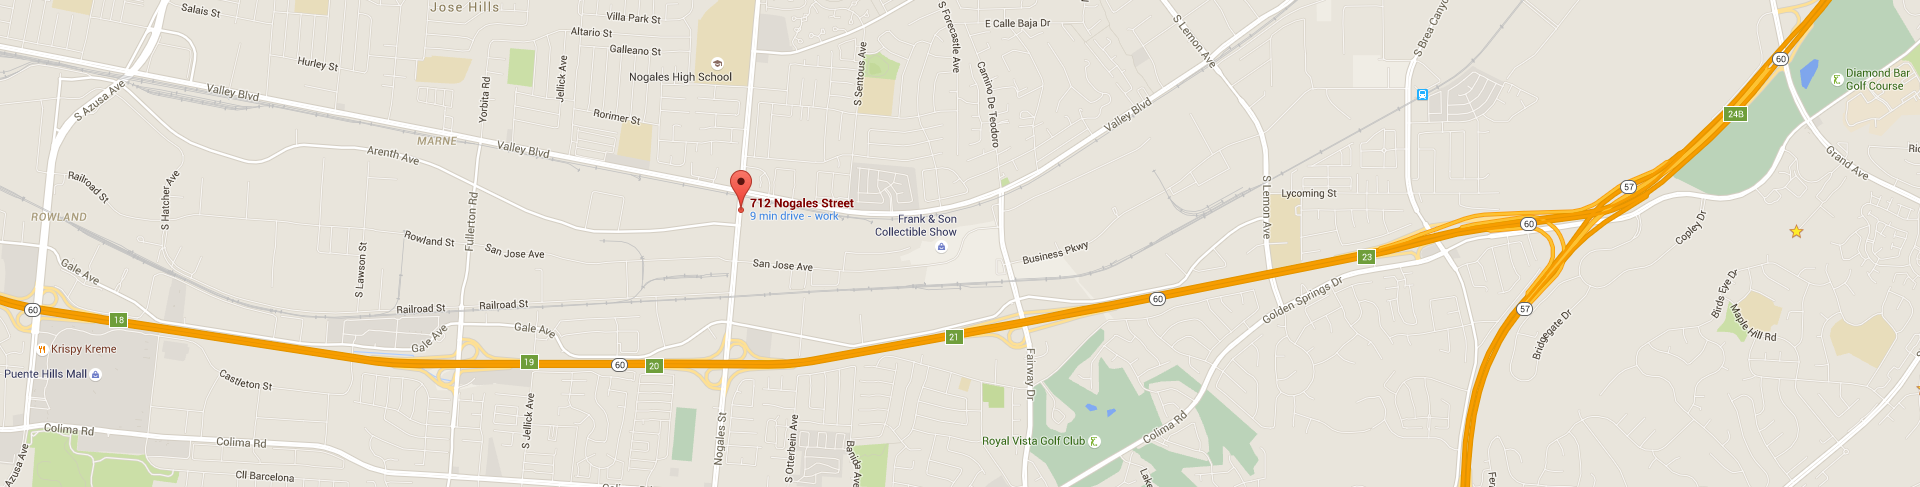 Salais St
Jose Hills
Villa Park St
Altario St
Galleano St
Hurley St
Jellick Ave
Yorbita Rd
Nogales High School
S Sentous Ave
S Forecastle Ave
E Calle Baja Dr
Camino De Teodoro
S Lemon Ave
S Brea Canyo
60
Diamond Bar
Golf Course
24B
Grand Ave
Ric
S Azusa Ave
Valley Blvd
Rorimer St
Valley Blvd
MARNE
Valley Blvd
Arenth Ave
Railroad St
S Hatcher Ave
ROWLAND
Fullerton Rd
712 Nogales Street
9 min drive - work
Frank & Son
Collectible Show
S Lemon Ave
Lycoming St
57
60
Copley Dr
Rowland St
San Jose Ave
San Jose Ave
Business Pkwy
23
Gale Ave
S Lawson St
Railroad St
Railroad St
60
Golden Springs Dr
57
Birds Eye Dr
Maple Hill Rd
Bridgegate Dr
60
18
Gale Ave
Gale Ave
21
Krispy Kreme
Puente Hills Mall
19
60
20
Castleton St
Fairway Dr
S Jellick Ave
Nogales St
S Otterbein Ave
Banida Ave
Royal Vista Golf Club
Colima Rd
Colima Rd
Colima Rd
Cll Barcelona
Azusa Ave
Lake
Fer